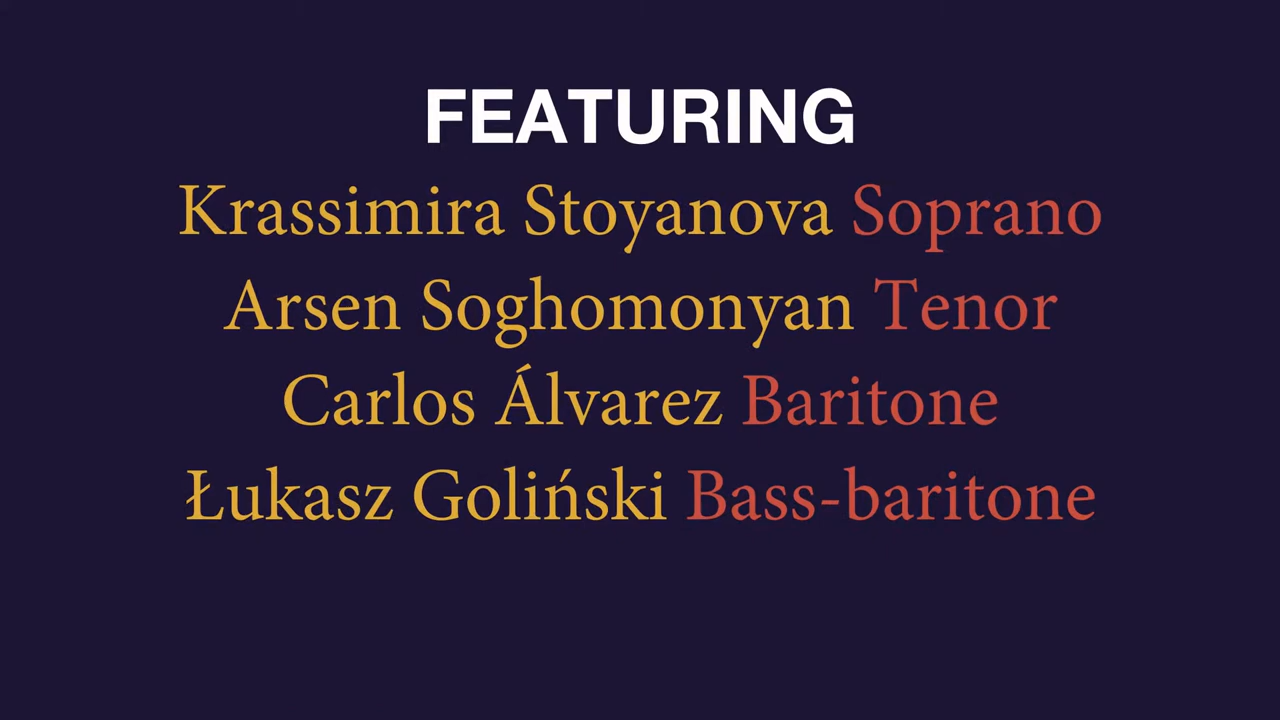 FEATURING
Krassimira Stoyanova Soprano
Arsen Soghomonyan Tenor
Carlos Álvarez Baritone
Łukasz Goliński Bass-baritone